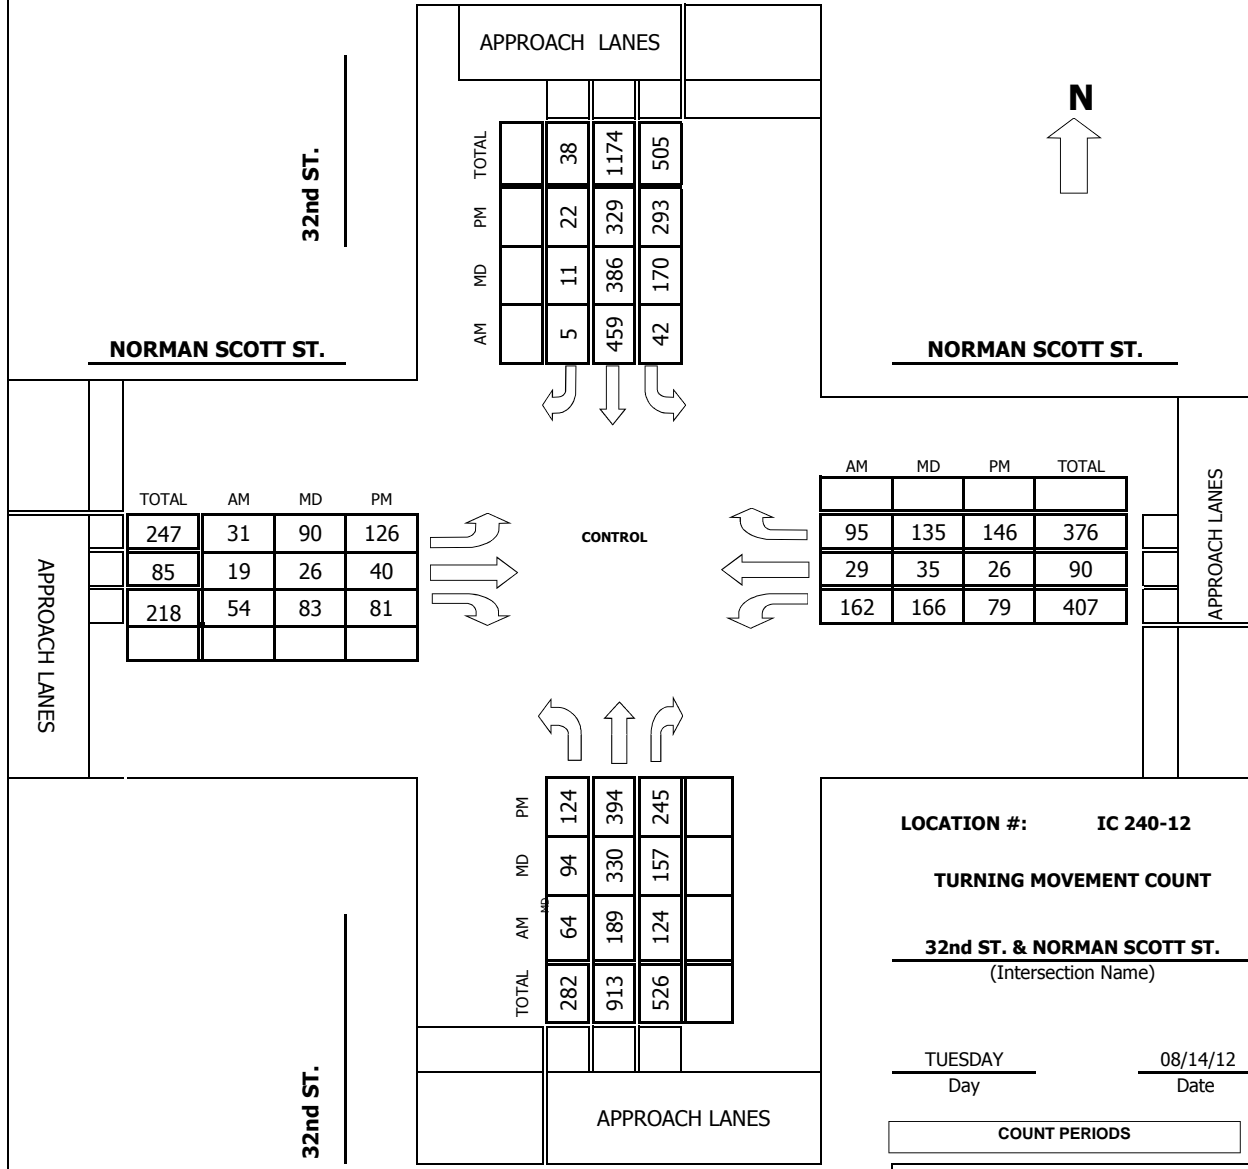 APPROACH LANES
N
32nd ST.
TOTAL 38 1174 505
PM 22 329 293
MD 11 386 170
AM 5 459 42
NORMAN SCOTT ST.
NORMAN SCOTT ST.
TOTAL AM MD PM
247 31 90 126
85 19 26 40
218 54 83 81
APPROACH LANES
CONTROL
AM MD PM TOTAL
95 135 146 376
29 35 26 90
162 166 79 407
APPROACH LANES
PM 124 394 245
MD 94 330 157
MD
AM 64 189 124
TOTAL 282 913 526
32nd ST.
APPROACH LANES
LOCATION #: IC 240-12
TURNING MOVEMENT COUNT
32nd ST. & NORMAN SCOTT ST.
(Intersection Name)
TUESDAY 08/14/12
Day Date
COUNT PERIODS